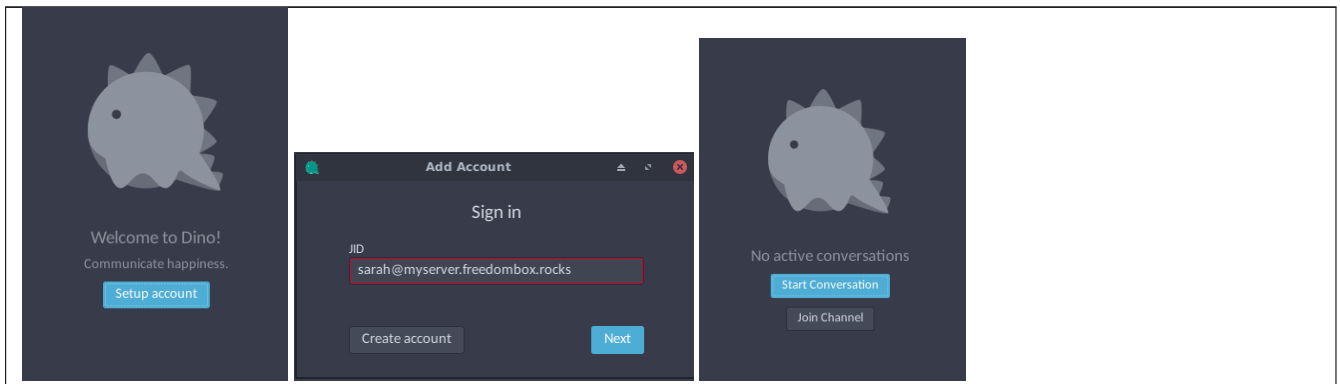 Welcome to Dino!
Communicate happiness.
Setup account
Add Account
Sign in
JID
sarah@myserver.freedombox.rocks
Create account
Next
No active conversations
Start Conversation
Join Channel